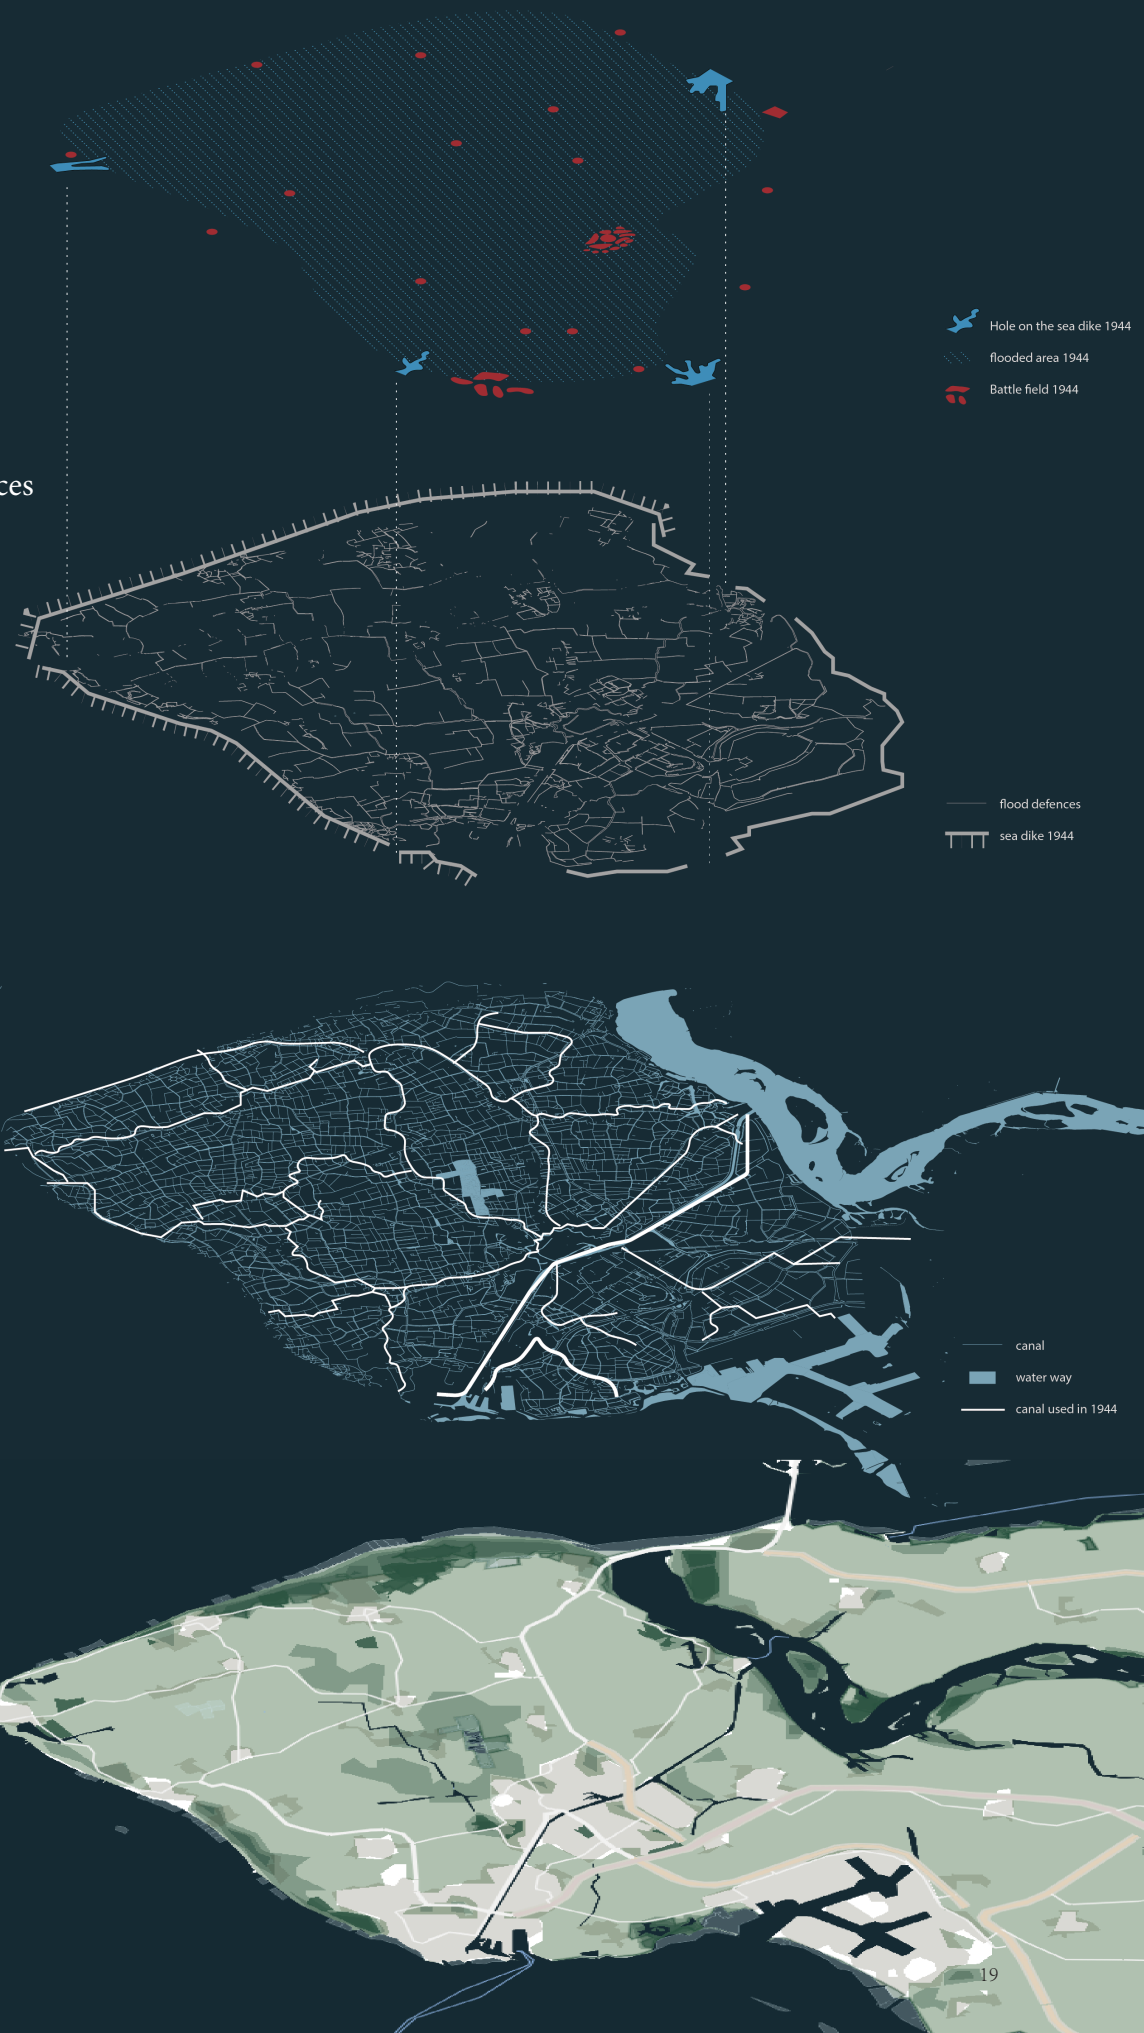 Hole on the sea dike 1944
flooded area 1944
Battle field 1944
ces
flood defences
sea dike 1944
canal
water way
canal used in 1944
19